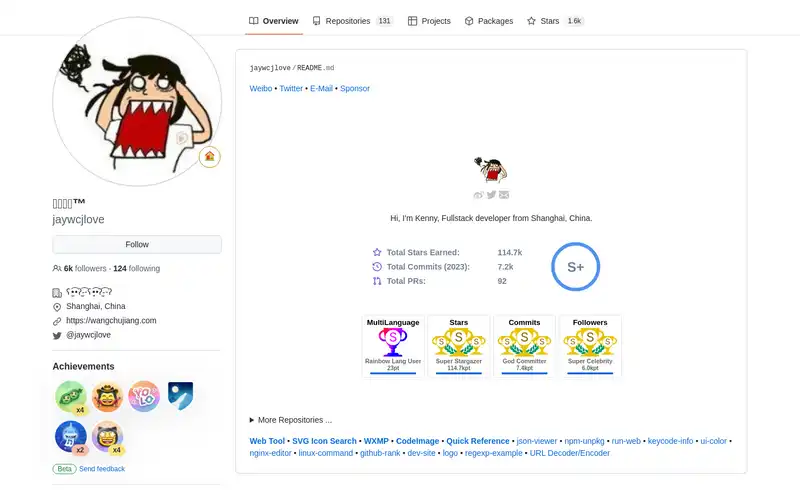 Overview Repositories 131 Projects Packages Stars 1.6k
™
jaywcjlove
Follow
6k followers · 124 following
Shanghai, China
https://wangchujiang.com
@jaywcjlove
Achievements
x4
YOLO
x2
x4
Beta Send feedback
jaywcjlove/README.md
Weibo • Twitter • E-Mail • Sponsor
Hi, I'm Kenny, Fullstack developer from Shanghai, China.
Total Stars Earned: 114.7k
Total Commits (2023): 7.2k
Total PRs: 92
S+
MultiLanguage Stars Commits Followers
S S S S
Rainbow Lang User Super Stargazer God Committer Super Celebrity
23pt 114.7kpt 7.4kpt 6.0kpt
More Repositories ...
Web Tool • SVG Icon Search • WXMP • CodeImage • Quick Reference • json-viewer • npm-unpkg • run-web • keycode-info • ui-color •
nginx-editor • linux-command • github-rank • dev-site • logo • regexp-example • URL Decoder/Encoder